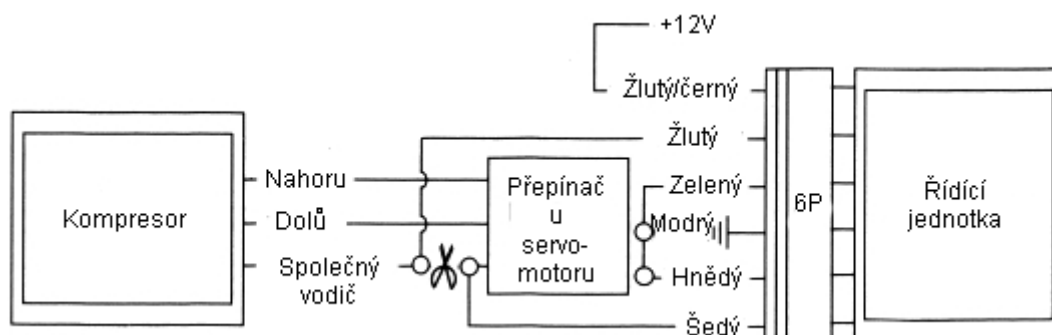 +12V
Žlutý/černý
Žlutý
Nahoru
Přepínač
u
servo-
motoru
Zelený
6P
Řídící
jednotka
Kompresor
Dolů
Modrý
Společný
vodič
Hnědý
Šedý